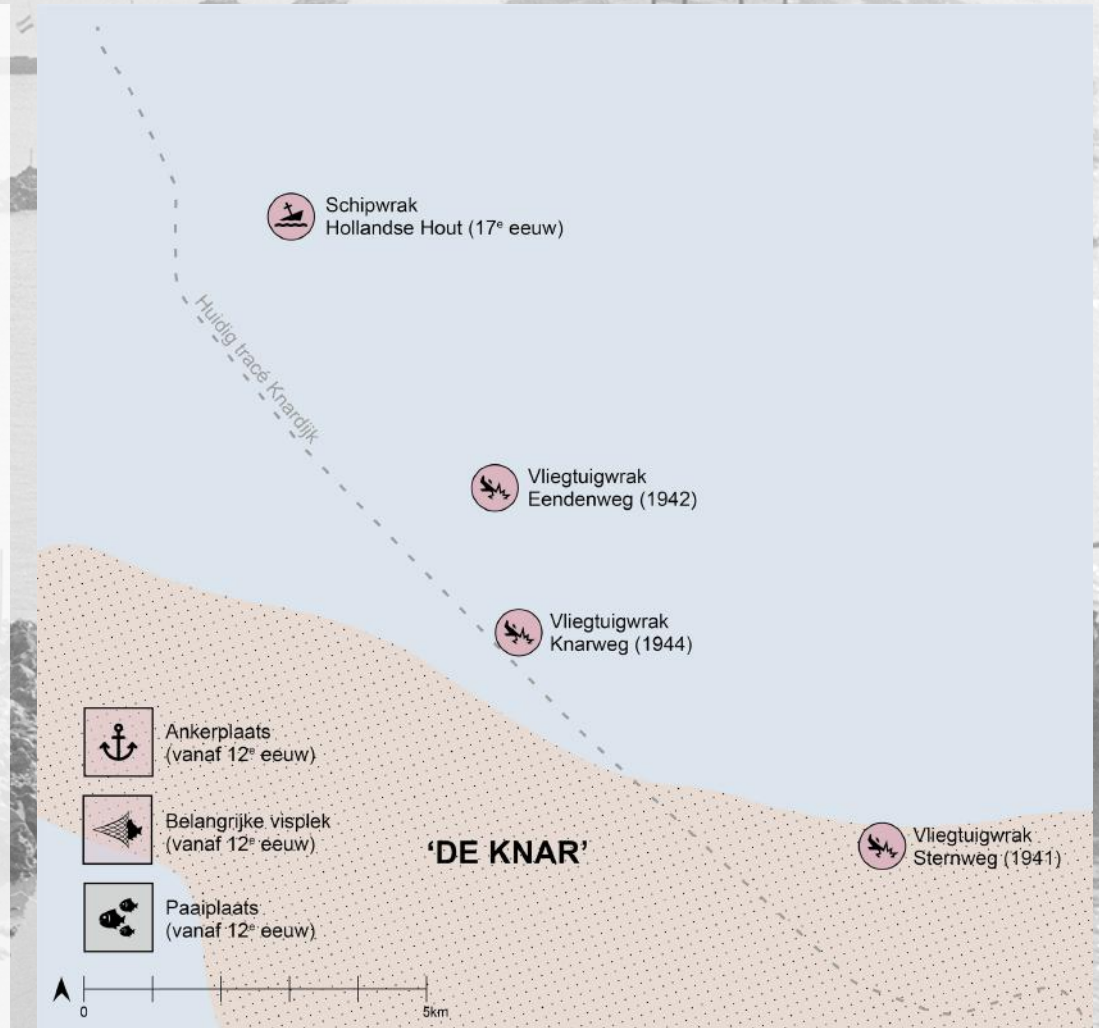 Schipwrak
Hollandse Hout (17e eeuw)
Huidig tracé Knardijk
Vliegtuigwrak
Eendenweg (1942)
Vliegtuigwrak
Knarweg (1944)
Ankerplaats
(vanaf 12e eeuw)
Belangrijke visplek
(vanaf 12e eeuw)
'DE KNAR'
Vliegtuigwrak
Sternweg (1941)
Paaiplaats
(vanaf 12e eeuw)
0
5km